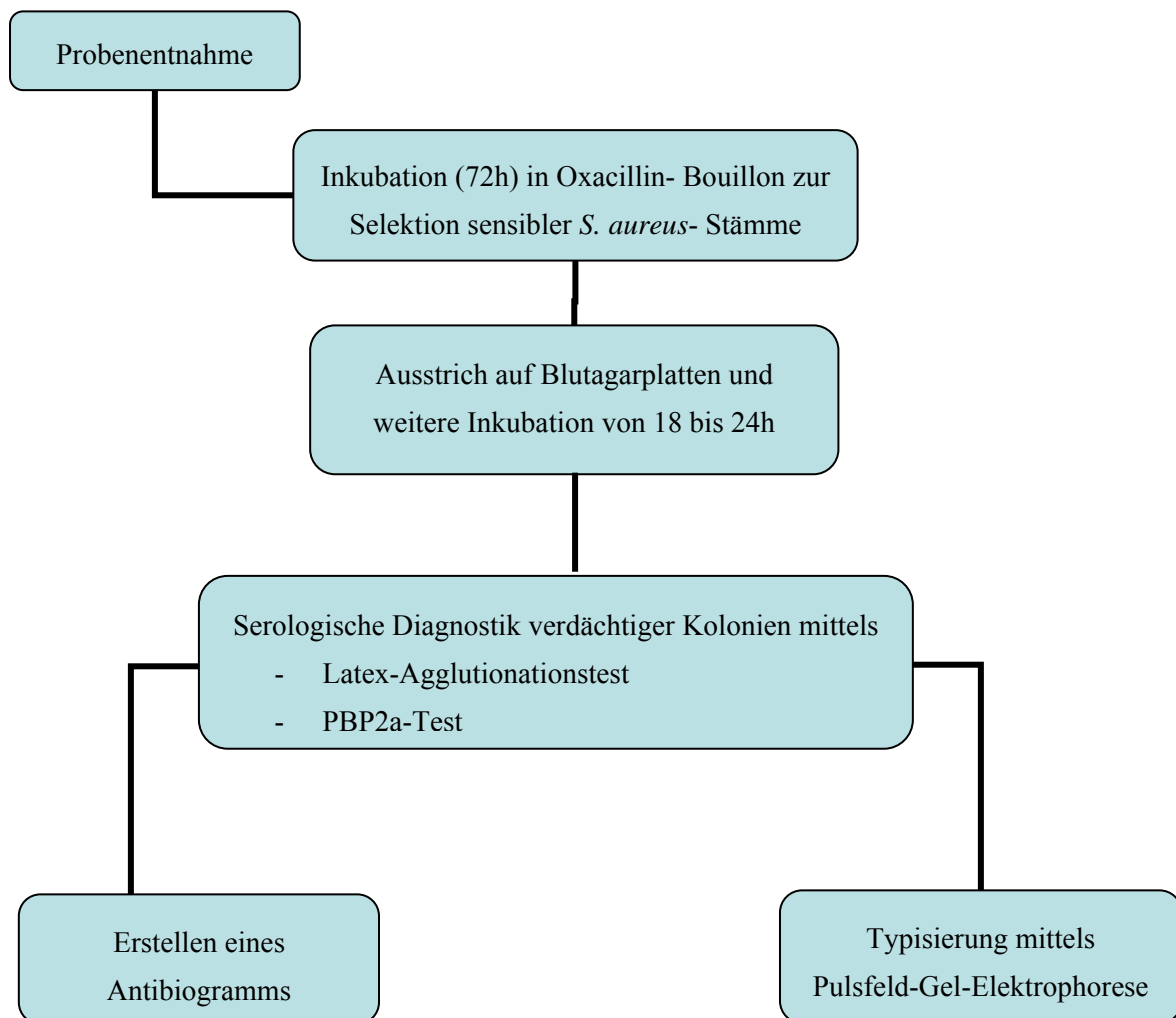 Probenentnahme
Inkubation (72h) in Oxacillin- Bouillon zur
Selektion sensibler S. aureus- Stämme
Ausstrich auf Blutagarplatten und
weitere Inkubation von 18 bis 24h
Serologische Diagnostik verdächtiger Kolonien mittels
- Latex-Agglutionationstest
- PBP2a-Test
Erstellen eines
Antibiogramms
Typisierung mittels
Pulsfeld-Gel-Elektrophorese